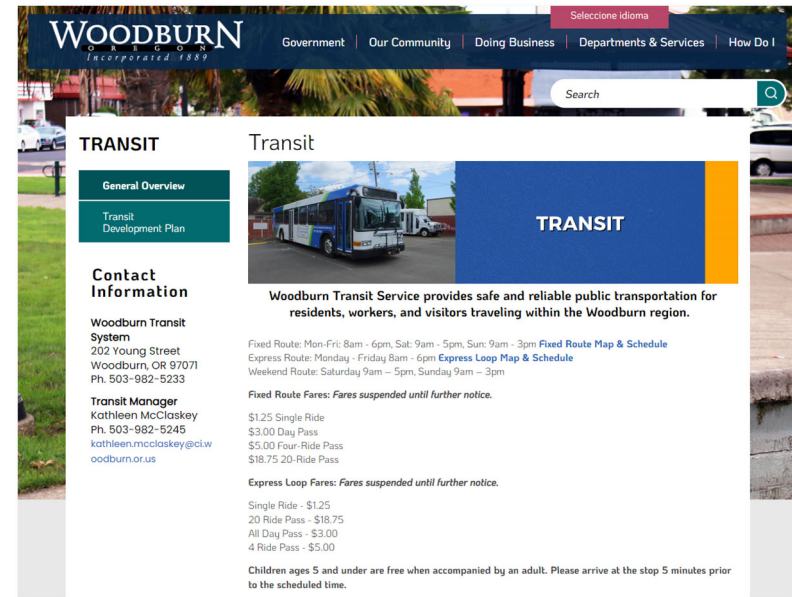 Seleccione idioma
WOODBURN
OREGON
Incorporated 1889
Government
Our Community
Doing Business
Departments & Services
How Do I
Search
TRANSIT
General Overview
Transit
Development Plan
Contact
Information
Woodburn Transit
System
202 Young Street
Woodburn, OR 97071
Ph. 503-982-5233
Transit Manager
Kathleen McClaskey
Ph. 503-982-5245
kathleen.mcclaskey@ci.w
oodburn.or.us
Transit
TRANSIT
Woodburn Transit Service provides safe and reliable public transportation for
residents, workers, and visitors traveling within the Woodburn region.
Fixed Route: Mon-Fri: 8am - 6pm, Sat: 9am - 5pm, Sun: 9am - 3pm Fixed Route Map & Schedule
Express Route: Monday - Friday 8am - 6pm Express Loop Map & Schedule
Weekend Route: Saturday 9am – 5pm, Sunday 9am – 3pm
Fixed Route Fares: Fares suspended until further notice.
$1.25 Single Ride
$3.00 Day Pass
$5.00 Four-Ride Pass
$18.75 20-Ride Pass
Express Loop Fares: Fares suspended until further notice.
Single Ride - $1.25
20 Ride Pass - $18.75
All Day Pass - $3.00
4 Ride Pass - $5.00
Children ages 5 and under are free when accompanied by an adult. Please arrive at the stop 5 minutes prior
to the scheduled time.